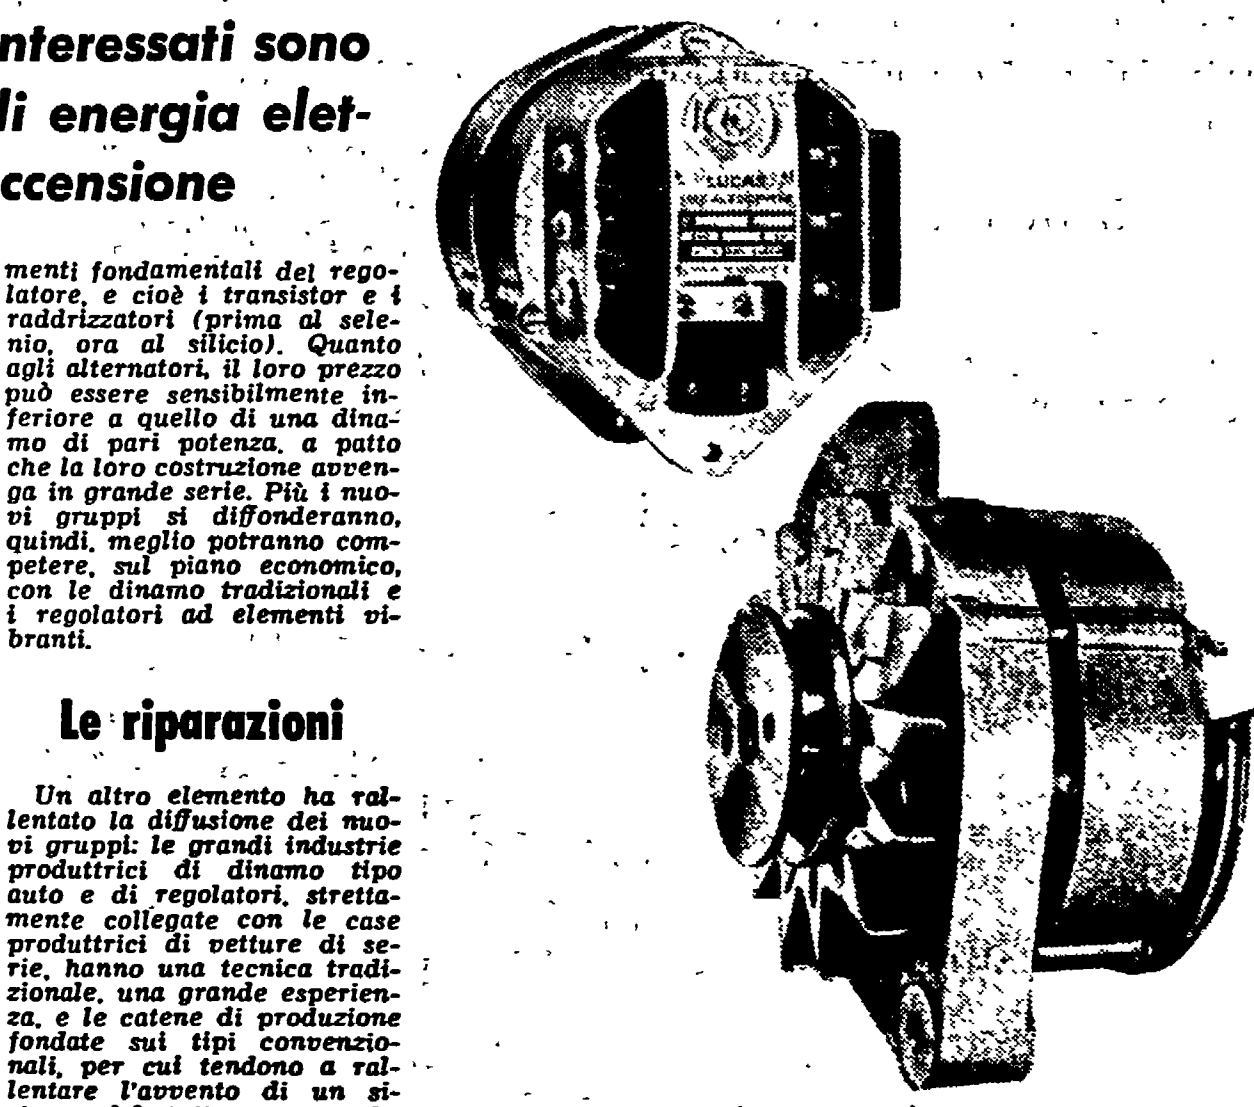 nteressati sono
li energia elet-
ccensione
menti fondamentali del rego-
latore, e cioè i transistor e i
raddrizzatori (prima al sele-
nio, ora al silicio). Quanto
agli alternatori, il loro prezzo
può essere sensibilmente in-
feriore a quello di una dina-
mo di pari potenza, a patto
che la loro costruzione avven-
ga in grande serie. Più i nuo-
vi gruppi si diffonderanno,
quindi, meglio potranno com-
petere, sul piano economico,
con le dinamo tradizionali e
i regolatori ad elementi vi-
branti.
Le riparazioni
Un altro elemento ha ral-
lentato la diffusione dei nuo-
vi gruppi: le grandi industrie
produttrici di dinamo tipo
auto e di regolatori, stretta-
mente collegate con le case
produttrici di vetture di se-
rie, hanno una tecnica tradi-
zionale, una grande esperien-
za, e le catene di produzione
fondate sui tipi convenzio-
nali, per cui tendono a ral-
lentare l'avvento di un si-
LUCAS